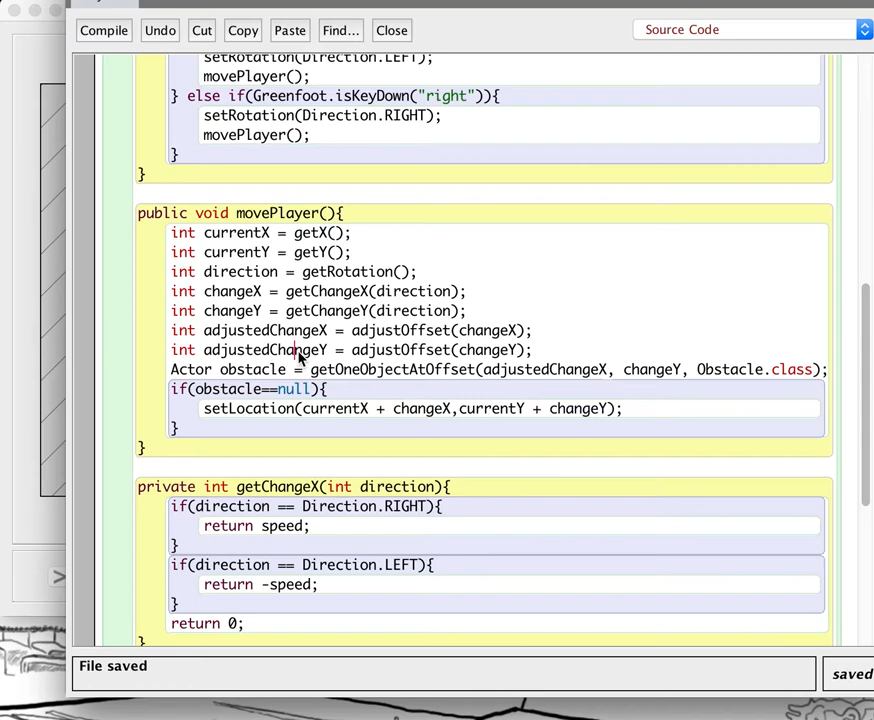 Compile Undo Cut Copy Paste Find... Close Source Code
setRotation(Direction.LEFT);
movePlayer();
} else if(Greenfoot.isKeyDown("right")){
setRotation(Direction.RIGHT);
movePlayer();
}
}
public void movePlayer(){
int currentX = getX();
int currentY = getY();
int direction = getRotation();
int changeX = getChangeX(direction);
int changeY = getChangeY(direction);
int adjustedChangeX = adjustOffset(changeX);
int adjustedChangeY = adjustOffset(changeY);
Actor obstacle = getOneObjectAtOffset(adjustedChangeX, changeY, Obstacle.class);
if(obstacle==null){
setLocation(currentX + changeX,currentY + changeY);
}
}
private int getChangeX(int direction){
if(direction == Direction.RIGHT){
return speed;
}
if(direction == Direction.LEFT){
return -speed;
}
return 0;
}
File saved
saved